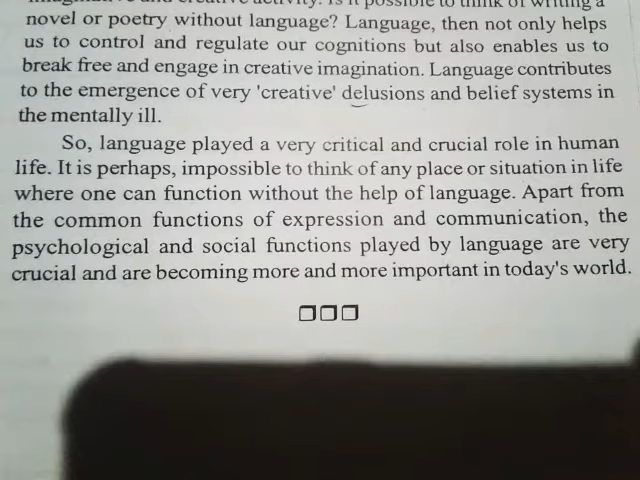 imaginative and creative activity. Is it possible to think of writing a
novel or poetry without language? Language, then not only helps
us to control and regulate our cognitions but also enables us to
break free and engage in creative imagination. Language contributes
to the emergence of very 'creative' delusions and belief systems in
the mentally ill.
So, language played a very critical and crucial role in human
life. It is perhaps, impossible to think of any place or situation in life
where one can function without the help of language. Apart from
the common functions of expression and communication, the
psychological and social functions played by language are very
crucial and are becoming more and more important in today's world.